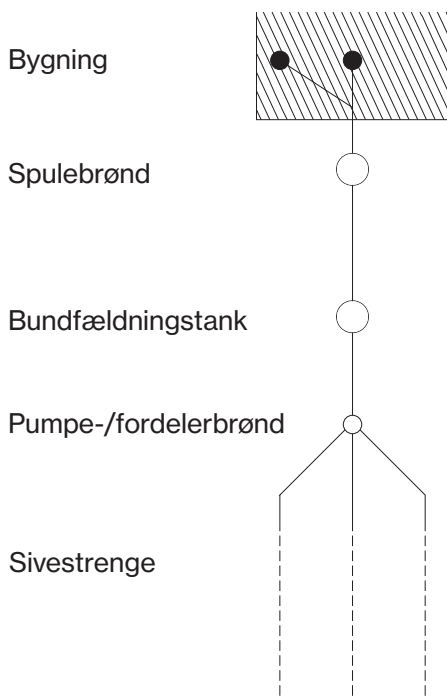 Bygning
Spulebrønd
Bundfældningstank
Pumpe-/fordelerbrønd
Sivestrenge